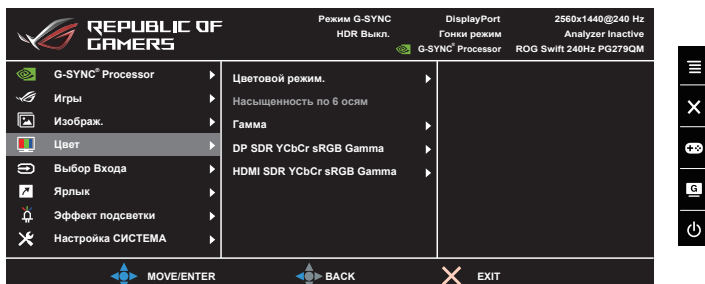 REPUBLIC OF
GAMERS
Режим G-SYNC DisplayPort 2560x1440@240 Hz
HDR Выкл. Гонки режим Analyzer Inactive
G-SYNC® Processor ROG Swift 240Hz PG279QM
G-SYNC® Processor
Игры
Изображ.
Цвет
Выбор Входа
Ярлык
Эффект подсветки
Настройка СИСТЕМА
Цветовой режим.
Насыщенность по 6 осям
Гамма
DP SDR YCbCr sRGB Gamma
HDMI SDR YCbCr sRGB Gamma
MOVE/ENTER BACK EXIT
G